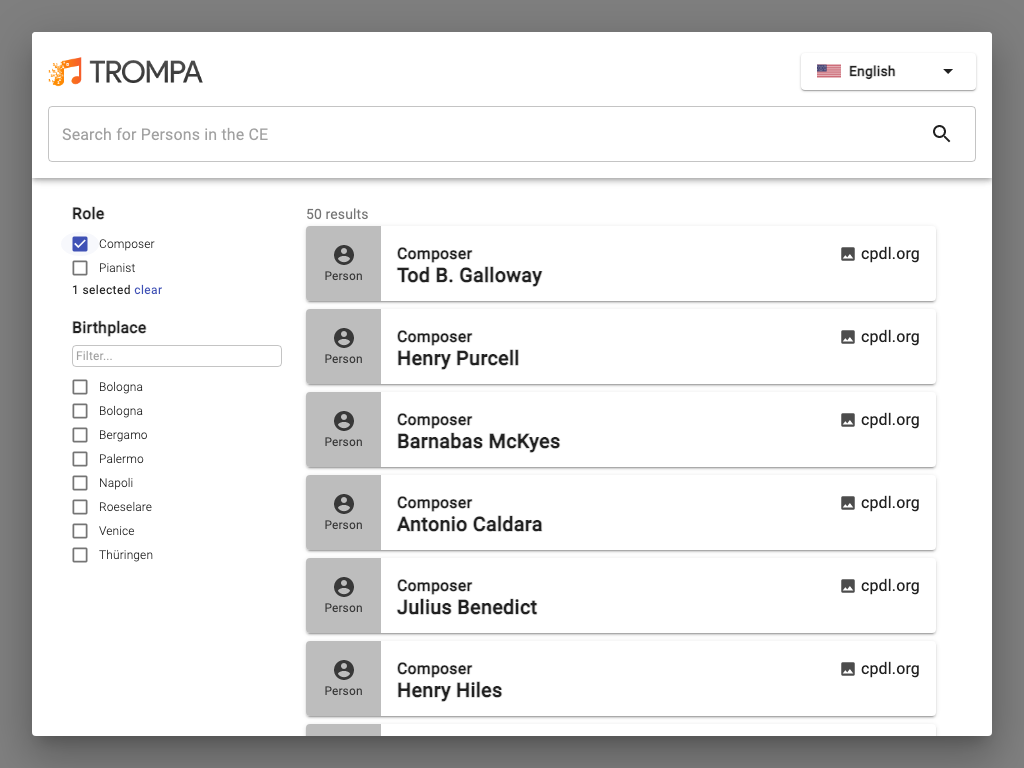 TROMPA
English
Search for Persons in the CE
Role
Composer
Pianist
1 selected clear
Birthplace
Filter...
Bologna
Bologna
Bergamo
Palermo
Napoli
Roeselare
Venice
Thüringen
50 results
Person
Composer
Tod B. Galloway
cpdl.org
Person
Composer
Henry Purcell
cpdl.org
Person
Composer
Barnabas McKyes
cpdl.org
Person
Composer
Antonio Caldara
cpdl.org
Person
Composer
Julius Benedict
cpdl.org
Person
Composer
Henry Hiles
cpdl.org